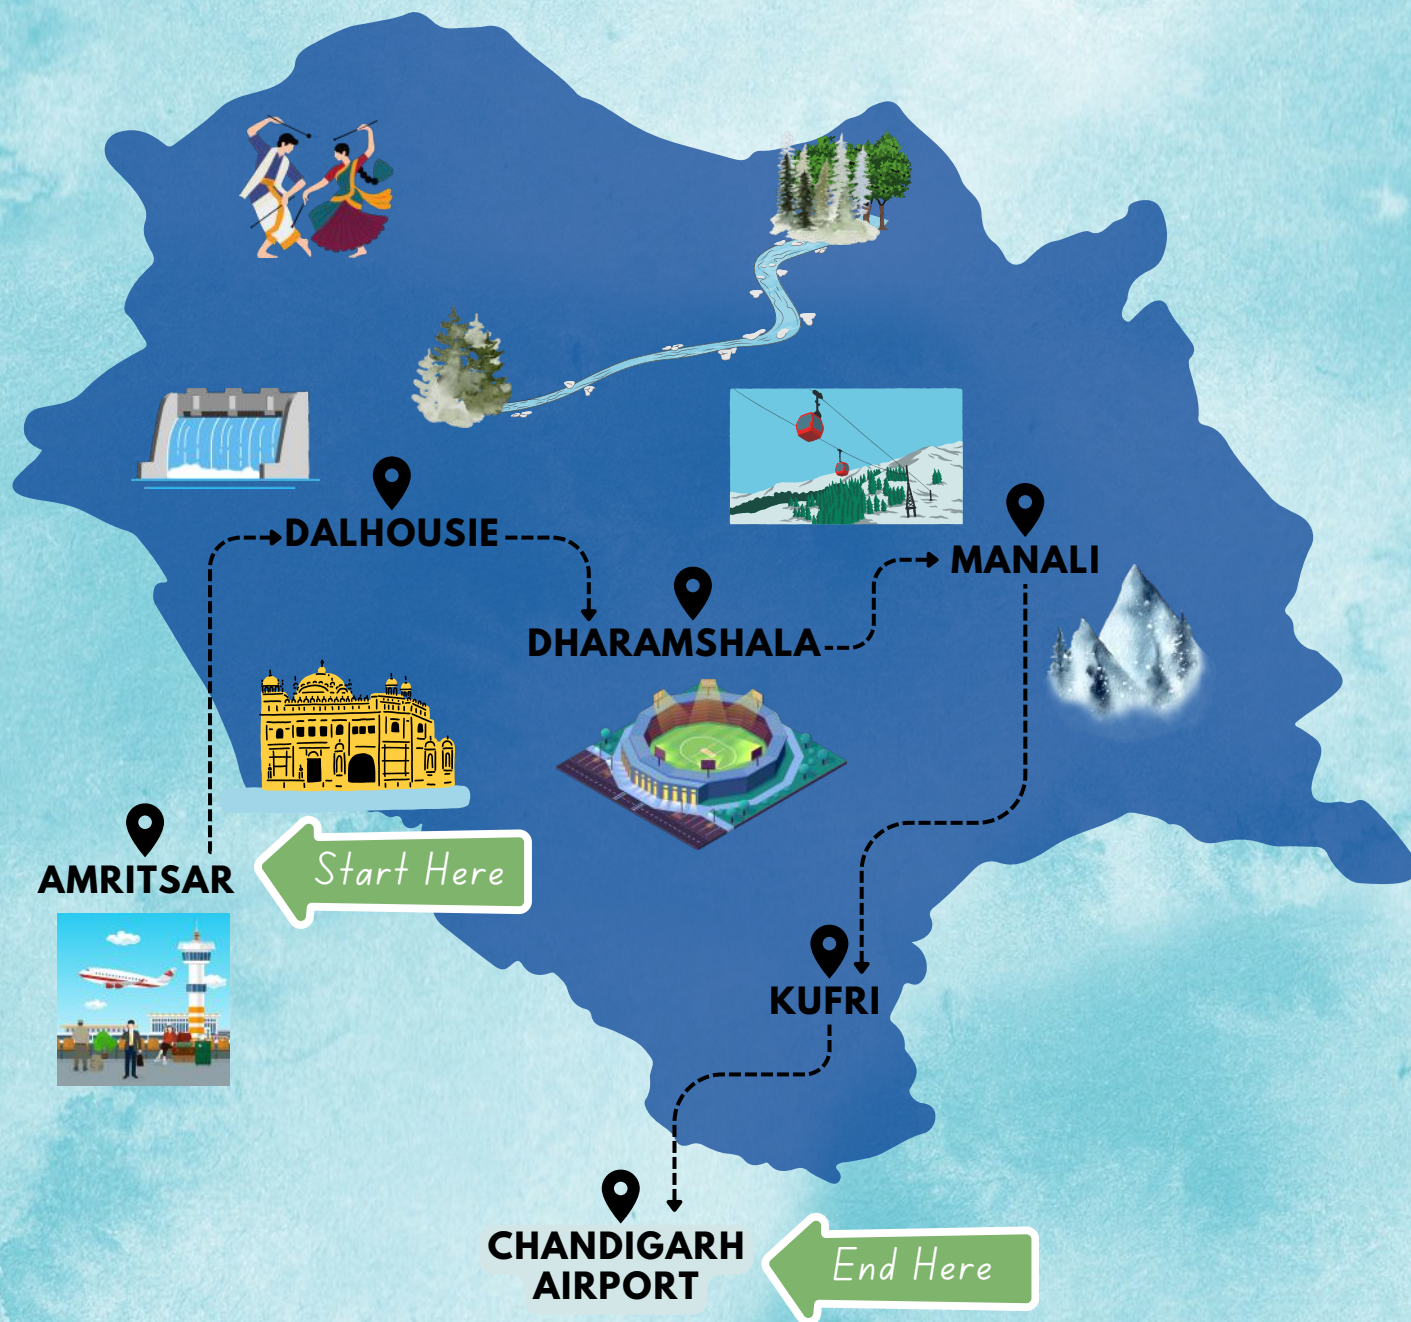 DALHOUSIE
MANALI
DHARAMSHALA
AMRITSAR
Start Here
KUFRI
CHANDIGARH
AIRPORT
End Here